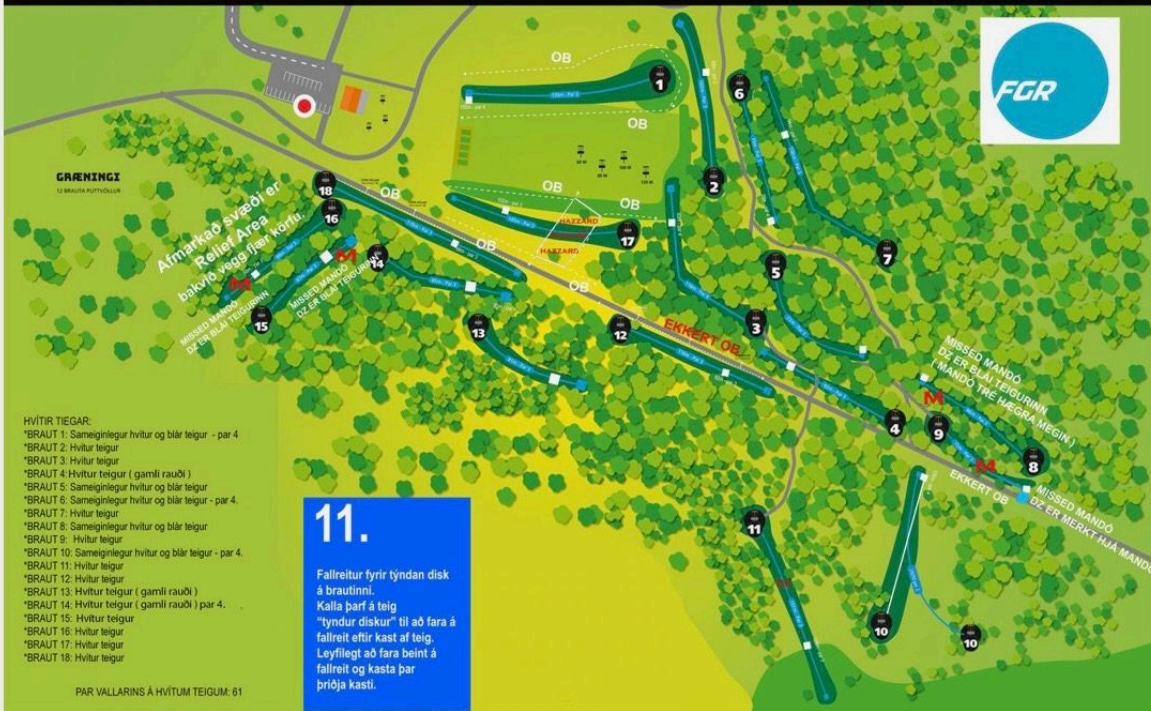 FGR
OB
1
OB
6
2
GRÆNINGI
12 BRAUTA PUTTVÖLLUR
18
16
OB
OB
HAZZARD
HAZZARD
17
OB
OB
OB
7
5
Afmarkað svæði er
Relief Area
bakvið vegg fjær körfu.
M
M
14
15
MISSED MANDÓ
DZ ER BLÁI TEIGURINN
MISSED MANDÓ
DZ ER BLÁI TEIGURINN
13
12
EKKERT OB
3
MISSED MANDÓ
DZ ER BLÁI TEIGURINN
( MANDÓ TRÉ HÆGRA MEGIN )
M
4
9
8
M
EKKERT OB
MISSED MANDÓ
DZ ER MERKT HJÁ MANDÓ
11
10
10
HVÍTIR TIEGAR:
*BRAUT 1: Sameiginlegur hvítur og blár teigur - par 4
*BRAUT 2: Hvítur teigur
*BRAUT 3: Hvítur teigur
*BRAUT 4: Hvítur teigur ( gamli rauði )
*BRAUT 5: Sameiginlegur hvítur og blár teigur
*BRAUT 6: Sameiginlegur hvítur og blár teigur - par 4.
*BRAUT 7: Hvítur teigur
*BRAUT 8: Sameiginlegur hvítur og blár teigur
*BRAUT 9: Hvítur teigur
*BRAUT 10: Sameiginlegur hvítur og blár teigur - par 4.
*BRAUT 11: Hvítur teigur
*BRAUT 12: Hvítur teigur
*BRAUT 13: Hvítur teigur ( gamli rauði )
*BRAUT 14: Hvítur teigur ( gamli rauði ) par 4.
*BRAUT 15: Hvítur teigur
*BRAUT 16: Hvítur teigur
*BRAUT 17: Hvítur teigur
*BRAUT 18: Hvítur teigur
PAR VALLARINS Á HVÍTUM TEIGUM: 61
11.
Fallreitur fyrir týndan disk
á brautinni.
Kalla þarf á teig
"tyndur diskur" til að fara á
fallreit eftir kast af teig.
Leyfilegt að fara beint á
fallreit og kasta þar
þriðja kasti.